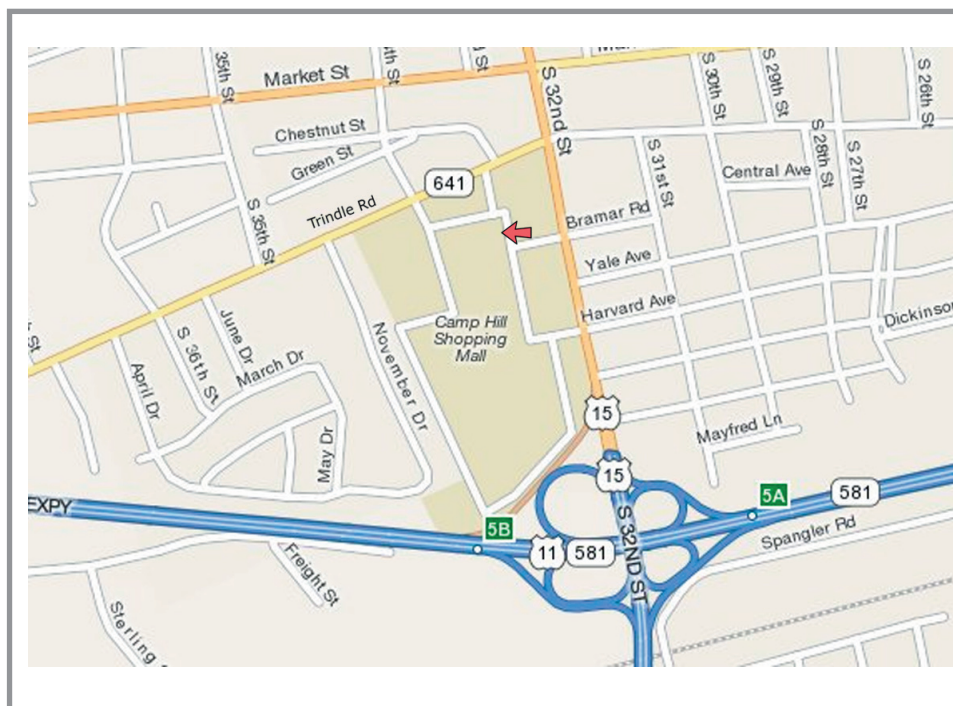 35th St
Market St
S 32nd St
S 30th St
S 29th St
S 26th St
Chestnut St
Green St
S 31st St
Central Ave
S 28th St
S 27th St
641
Trindle Rd
S 35th St
Bramar Rd
Yale Ave
Harvard Ave
Dickinson
Camp Hill
Shopping
Mall
S 36th St
June Dr
March Dr
April Dr
November Dr
May Dr
15
Mayfred Ln
15
EXPY
5B
5A
581
11
581
S 32ND ST
Spangler Rd
Freight St
Sterling